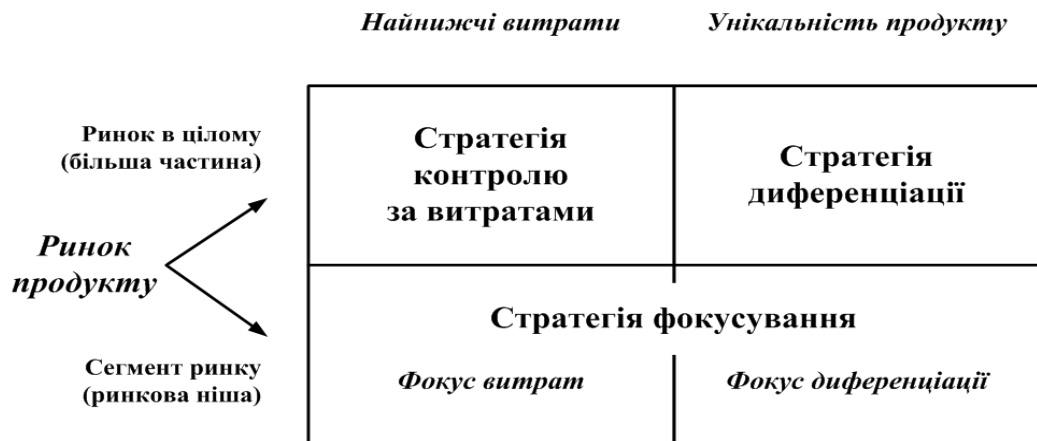 Найнижчі витрати
Унікальність продукту
Ринок в цілому
(більша частина)
Стратегія
контролю
за витратами
Стратегія
диференціації
Ринок
продукту
Стратегія фокусування
Сегмент ринку
(ринкова ніша)
Фокус витрат
Фокус диференціації